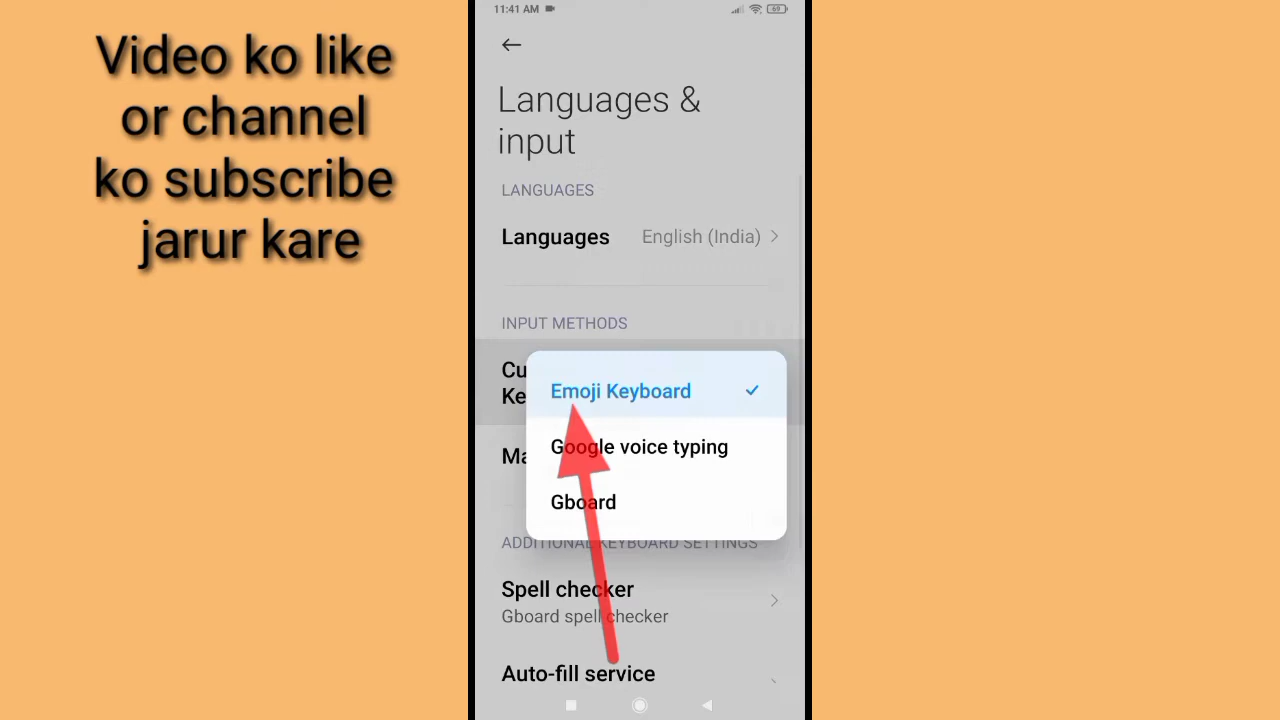 Video ko like
or channel
ko subscribe
jarur kare
11:41 AM
69
Languages &
input
LANGUAGES
Languages English (India)
INPUT METHODS
Cu
Ke
Emoji Keyboard
Google voice typing
Ma
Gboard
ADDITIONAL KEYBOARD SETTINGS
Spell checker
Gboard spell checker
Auto-fill service